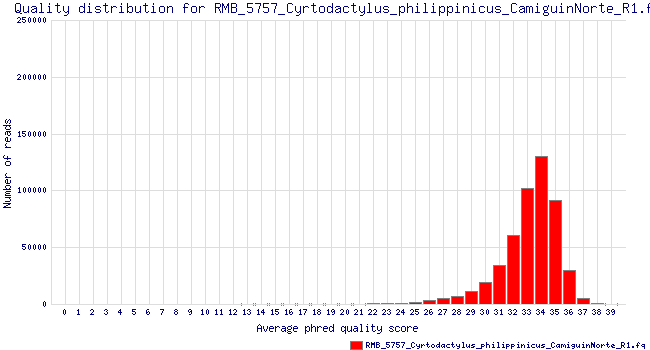 Quality distribution for RMB_5757_Cyrtodactylus_philippinicus_CamiguinNorte_R1.f
250000
200000
150000
100000
50000
0
Number of reads
0 1 2 3 4 5 6 7 8 9 10 11 12 13 14 15 16 17 18 19 20 21 22 23 24 25 26 27 28 29 30 31 32 33 34 35 36 37 38 39
Average phred quality score
RMB_5757_Cyrtodactylus_philippinicus_CamiguinNorte_R1.fq